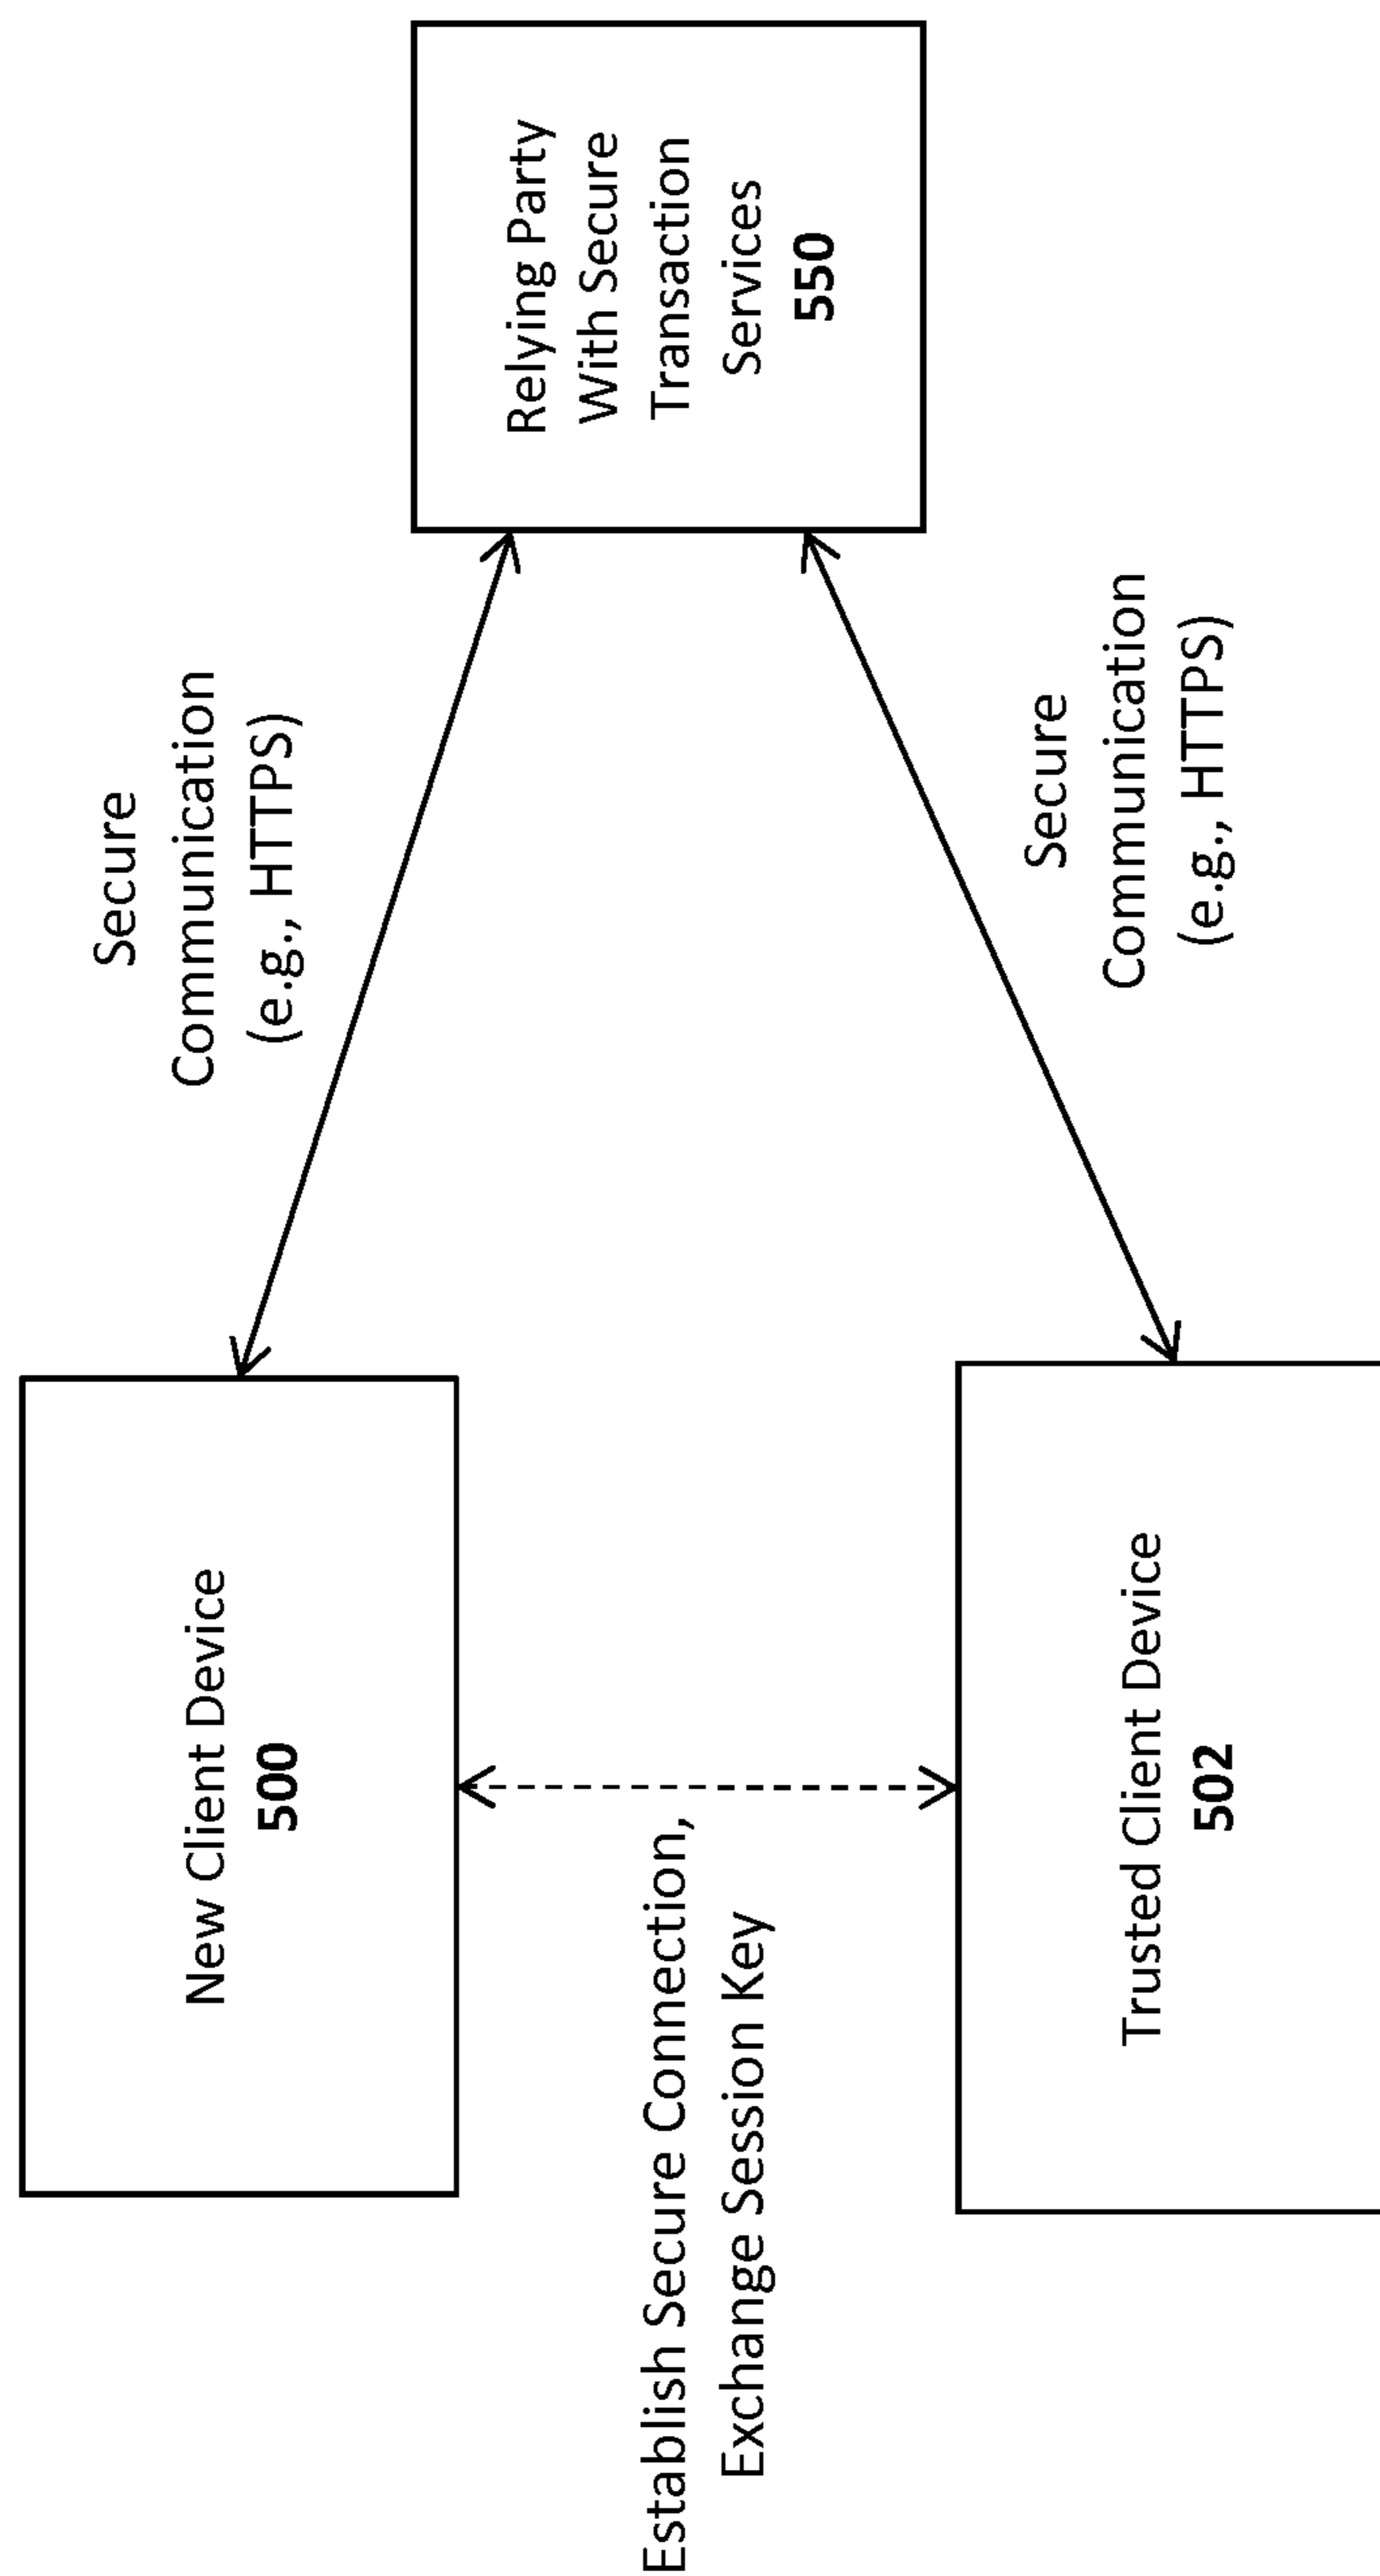 New Client Device
500
Secure
Communication
(e.g., HTTPS)
Establish Secure Connection,
Exchange Session Key
Relying Party
With Secure
Transaction
Services
550
Trusted Client Device
502
Secure
Communication
(e.g., HTTPS)